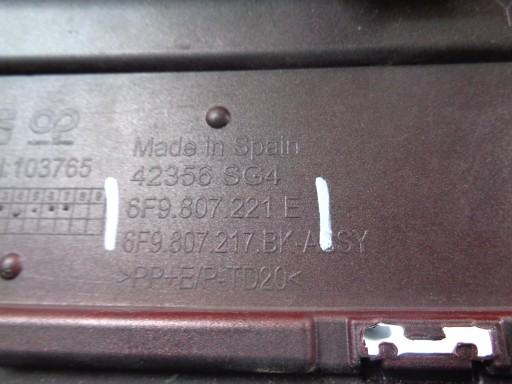 Made in Spain
:103765
42356 SG4
6F9.807.221 E
6F9.807.217.BK-ASSY
>PP+E/P-TD20<